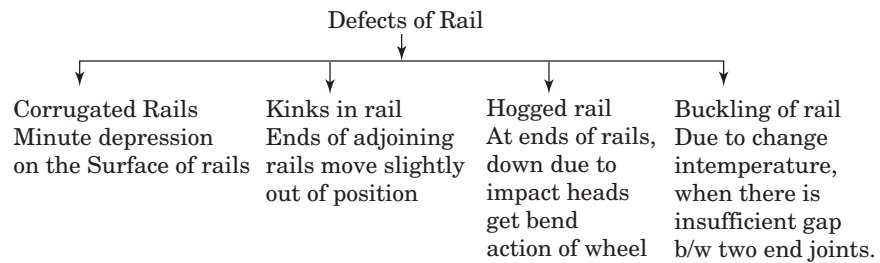 Defects of Rail
Corrugated Rails
Minute depression
on the Surface of rails
Kinks in rail
Ends of adjoining
rails move slightly
out of position
Hogged rail
At ends of rails,
down due to
impact heads
get bend
action of wheel
Buckling of rail
Due to change
intemperature,
when there is
insufficient gap
b/w two end joints.